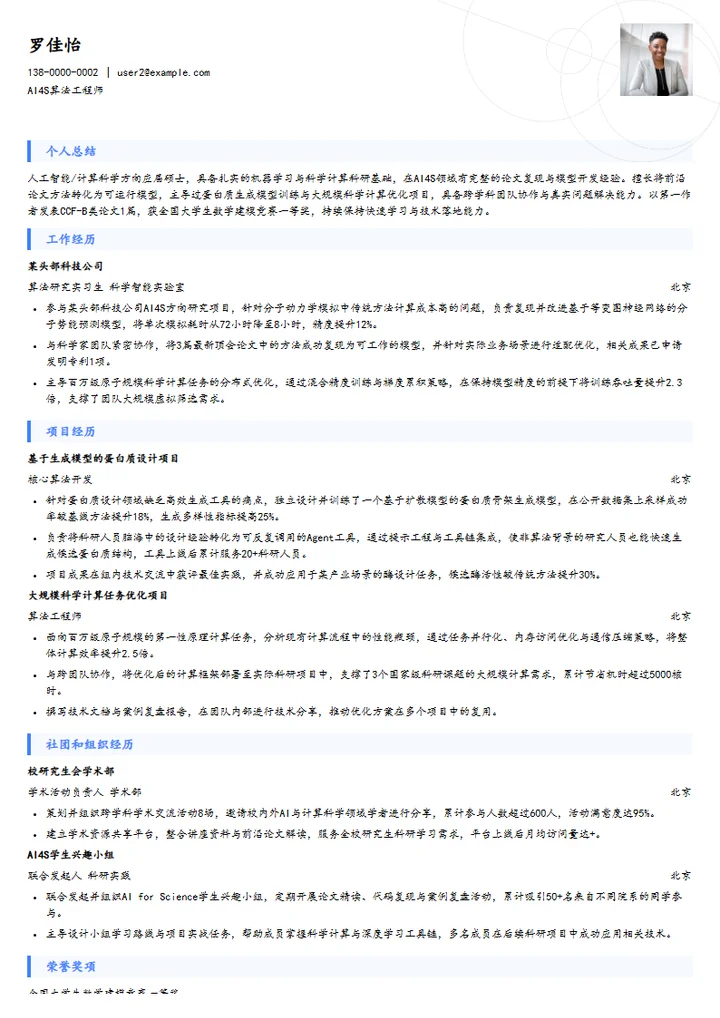 罗佳怡
138-0000-0002 | user2@example.com
AI4S算法工程师
个人总结
人工智能/计算科学方向应届硕士，具备扎实的机器学习与科学计算科研基础，在AI4S领域有完整的论文复现与模型开发经验。擅长将前沿
论文方法转化为可运行模型，主导过蛋白质生成模型训练与大规模科学计算优化项目，具备跨学科团队协作与真实问题解决能力。以第一作
者发表CCF-B类论文1篇，获全国大学生数学建模竞赛一等奖，持续保持快速学习与技术落地能力。
工作经历
某头部科技公司
算法研究实习生 科学智能实验室 北京
• 参与某头部科技公司AI4S方向研究项目，针对分子动力学模拟中传统方法计算成本高的问题，负责复现并改进基于等变图神经网络的分
子势能预测模型，将单次模拟耗时从72小时降至8小时，精度提升12%。
• 与科学家团队紧密协作，将3篇最新顶会论文中的方法成功复现为可工作的模型，并针对实际业务场景进行适配优化，相关成果已申请
发明专利1项。
• 主导百万级原子规模科学计算任务的分布式优化，通过混合精度训练与梯度累积策略，在保持模型精度的前提下将训练吞吐量提升2.3
倍，支撑了团队大规模虚拟筛选需求。
项目经历
基于生成模型的蛋白质设计项目
核心算法开发 北京
• 针对蛋白质设计领域缺乏高效生成工具的痛点，独立设计并训练了一个基于扩散模型的蛋白质骨架生成模型，在公开数据集上采样成功
率较基线方法提升18%，生成多样性指标提高25%。
• 负责将科研人员脑海中的设计经验转化为可反复调用的Agent工具，通过提示工程与工具链集成，使非算法背景的研究人员也能快速生
成候选蛋白质结构，工具上线后累计服务20+科研人员。
• 项目成果在组内技术交流中获评最佳实践，并成功应用于某产业场景的酶设计任务，候选酶活性较传统方法提升30%。
大规模科学计算任务优化项目
算法工程师 北京
• 面向百万级原子规模的第一性原理计算任务，分析现有计算流程中的性能瓶颈，通过任务并行化、内存访问优化与通信压缩策略，将整
体计算效率提升2.5倍。
• 与跨团队协作，将优化后的计算框架部署至实际科研项目中，支撑了3个国家级科研课题的大规模计算需求，累计节省机时超过5000核
时。
• 撰写技术文档与案例复盘报告，在团队内部进行技术分享，推动优化方案在多个项目中的复用。
社团和组织经历
校研究生会学术部
学术活动负责人 学术部 北京
• 策划并组织跨学科学术交流活动8场，邀请校内外AI与计算科学领域学者进行分享，累计参与人数超过600人，活动满意度达95%。
• 建立学术资源共享平台，整合讲座资料与前沿论文解读，服务全校研究生科研学习需求，平台上线后月均访问量达+。
AI4S学生兴趣小组
联合发起人 科研实践 北京
• 联合发起并组织AI for Science学生兴趣小组，定期开展论文精读、代码复现与案例复盘活动，累计吸引50+名来自不同院系的同学参
与。
• 主导设计小组学习路线与项目实战任务，帮助成员掌握科学计算与深度学习工具链，多名成员在后续科研项目中成功应用相关技术。
荣誉奖项
全国大学生数学建模竞赛 一等奖